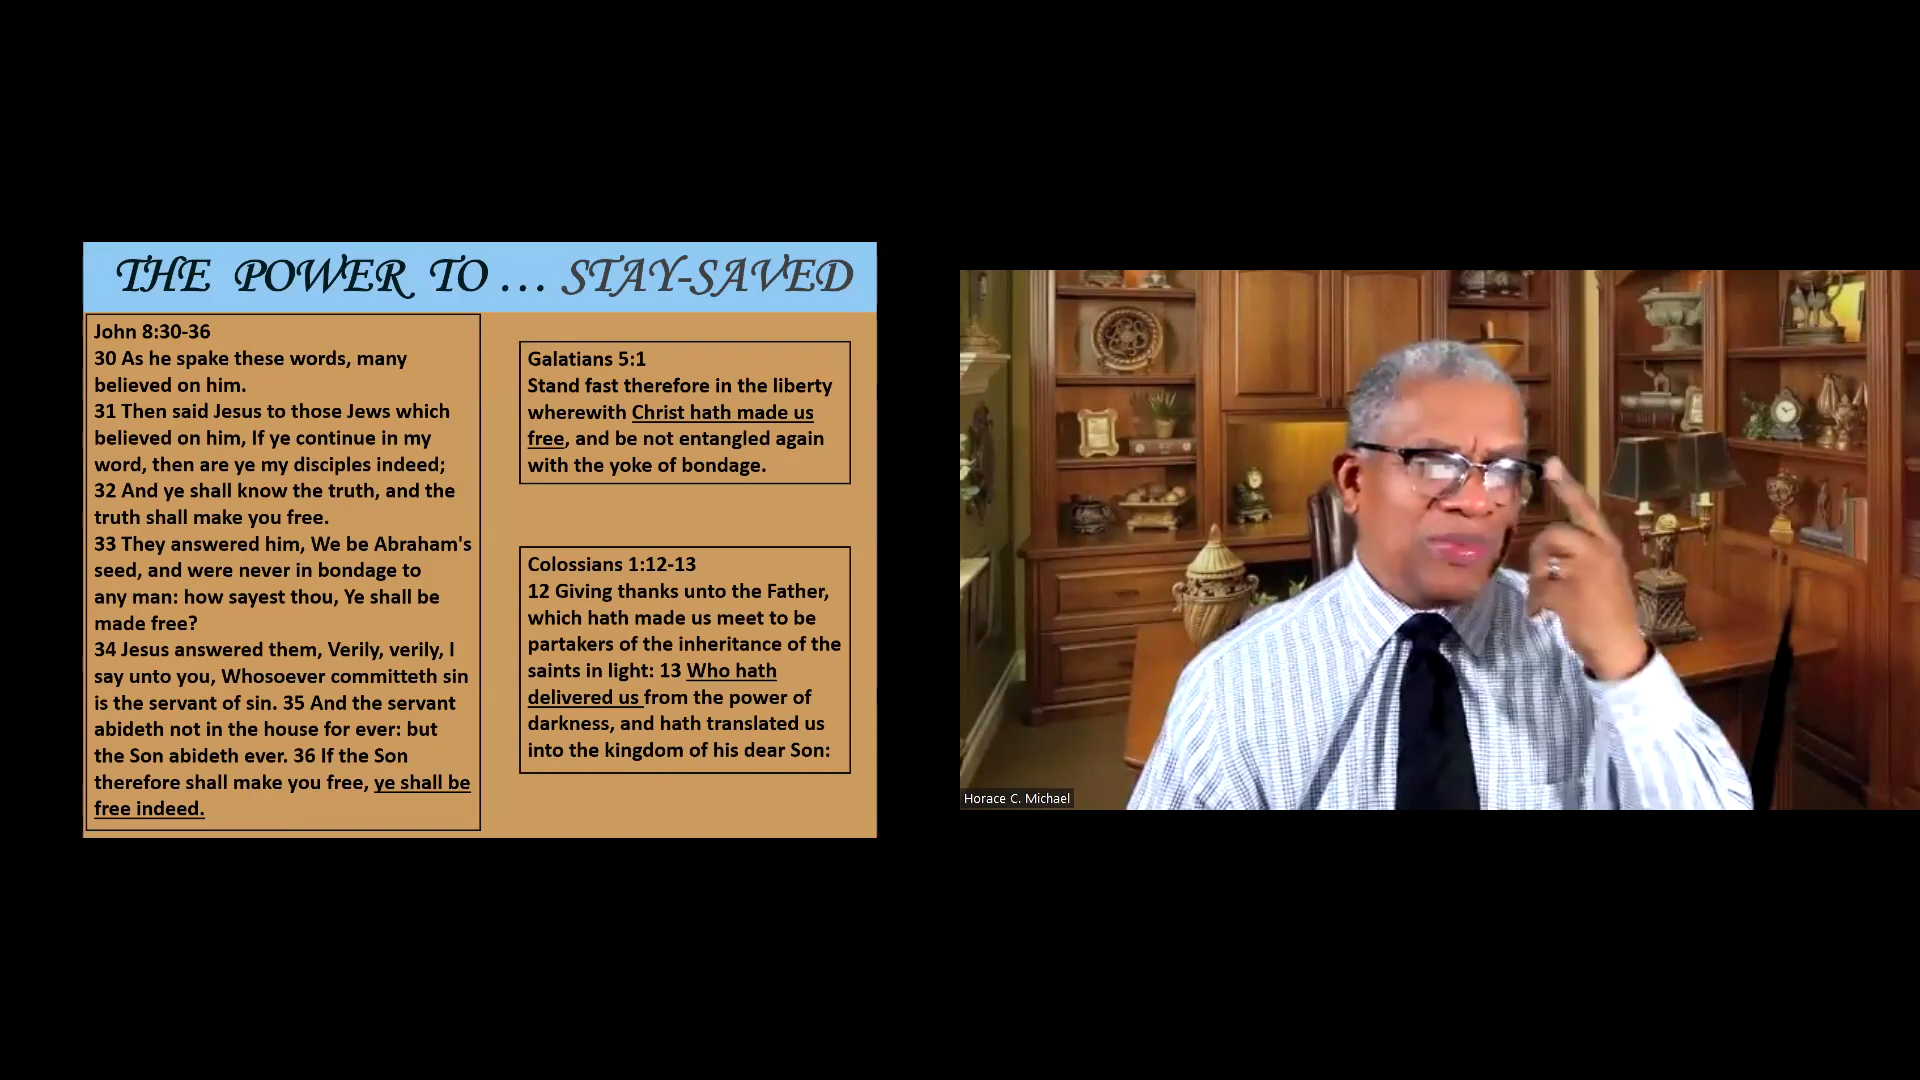 THE POWER TO ... STAY-SAVED
John 8:30-36
30 As he spake these words, many
believed on him.
31 Then said Jesus to those Jews which
believed on him, If ye continue in my
word, then are ye my disciples indeed;
32 And ye shall know the truth, and the
truth shall make you free.
33 They answered him, We be Abraham's
seed, and were never in bondage to
any man: how sayest thou, Ye shall be
made free?
34 Jesus answered them, Verily, verily, I
say unto you, Whosoever committeth sin
is the servant of sin. 35 And the servant
abideth not in the house for ever: but
the Son abideth ever. 36 If the Son
therefore shall make you free, ye shall be
free indeed.
Galatians 5:1
Stand fast therefore in the liberty
wherewith Christ hath made us
free, and be not entangled again
with the yoke of bondage.
Colossians 1:12-13
12 Giving thanks unto the Father,
which hath made us meet to be
partakers of the inheritance of the
saints in light: 13 Who hath
delivered us from the power of
darkness, and hath translated us
into the kingdom of his dear Son:
Horace C. Michael